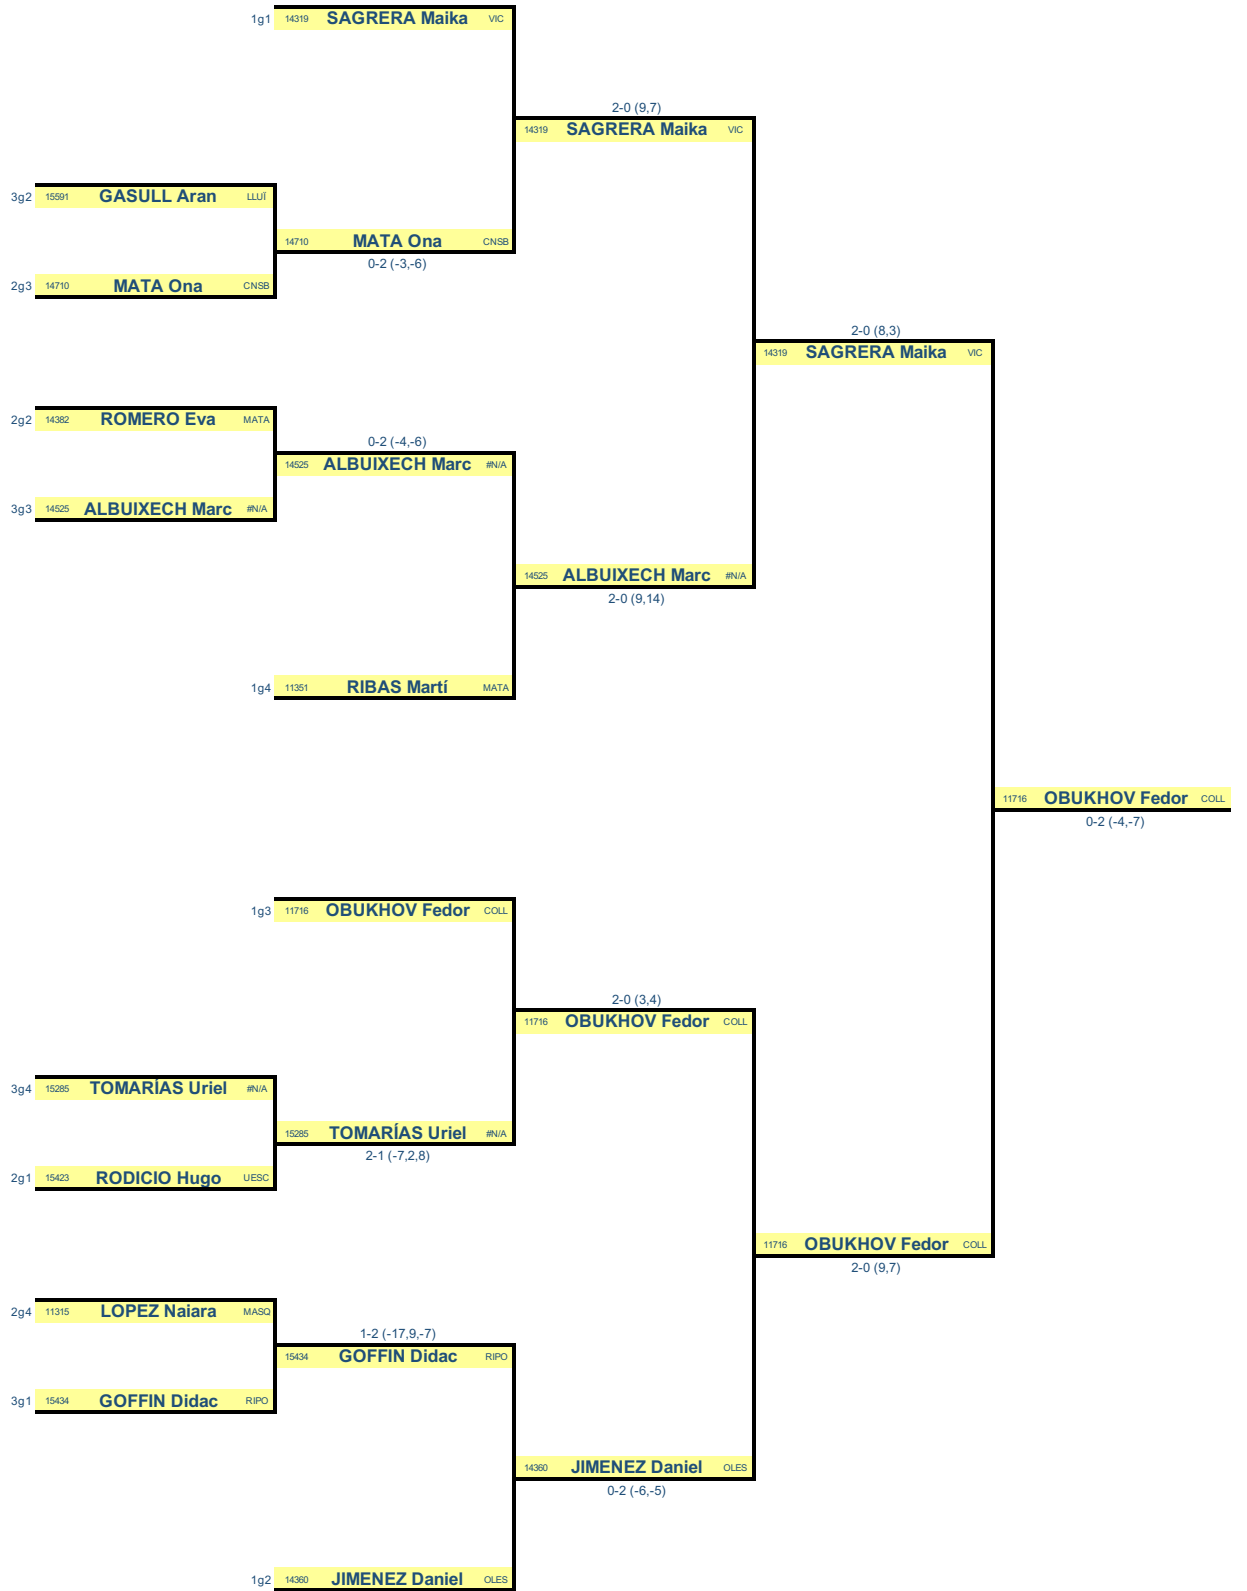 1g1 14319 SAGRERA Maika VIC
2-0 (9,7)
14319 SAGRERA Maika VIC
3g2 15591 GASULL Aran LLUÏ
14710 MATA Ona CNSB
0-2 (-3,-6)
2g3 14710 MATA Ona CNSB
2-0 (8,3)
14319 SAGRERA Maika VIC
2g2 14382 ROMERO Eva MATA
0-2 (-4,-6)
14525 ALBUIXECH Marc #N/A
3g3 14525 ALBUIXECH Marc #N/A
14525 ALBUIXECH Marc #N/A
2-0 (9,14)
1g4 11351 RIBAS Martí MATA
11716 OBUKHOV Fedor COLL
0-2 (-4,-7)
1g3 11716 OBUKHOV Fedor COLL
2-0 (3,4)
11716 OBUKHOV Fedor COLL
3g4 15285 TOMARÍAS Uriel #N/A
15285 TOMARÍAS Uriel #N/A
2-1 (-7,2,8)
2g1 15423 RODICIO Hugo UESC
11716 OBUKHOV Fedor COLL
2-0 (9,7)
2g4 11315 LOPEZ Naiara MASQ
1-2 (-17,9,-7)
15434 GOFFIN Didac RIPO
3g1 15434 GOFFIN Didac RIPO
14360 JIMENEZ Daniel OLES
0-2 (-6,-5)
1g2 14360 JIMENEZ Daniel OLES